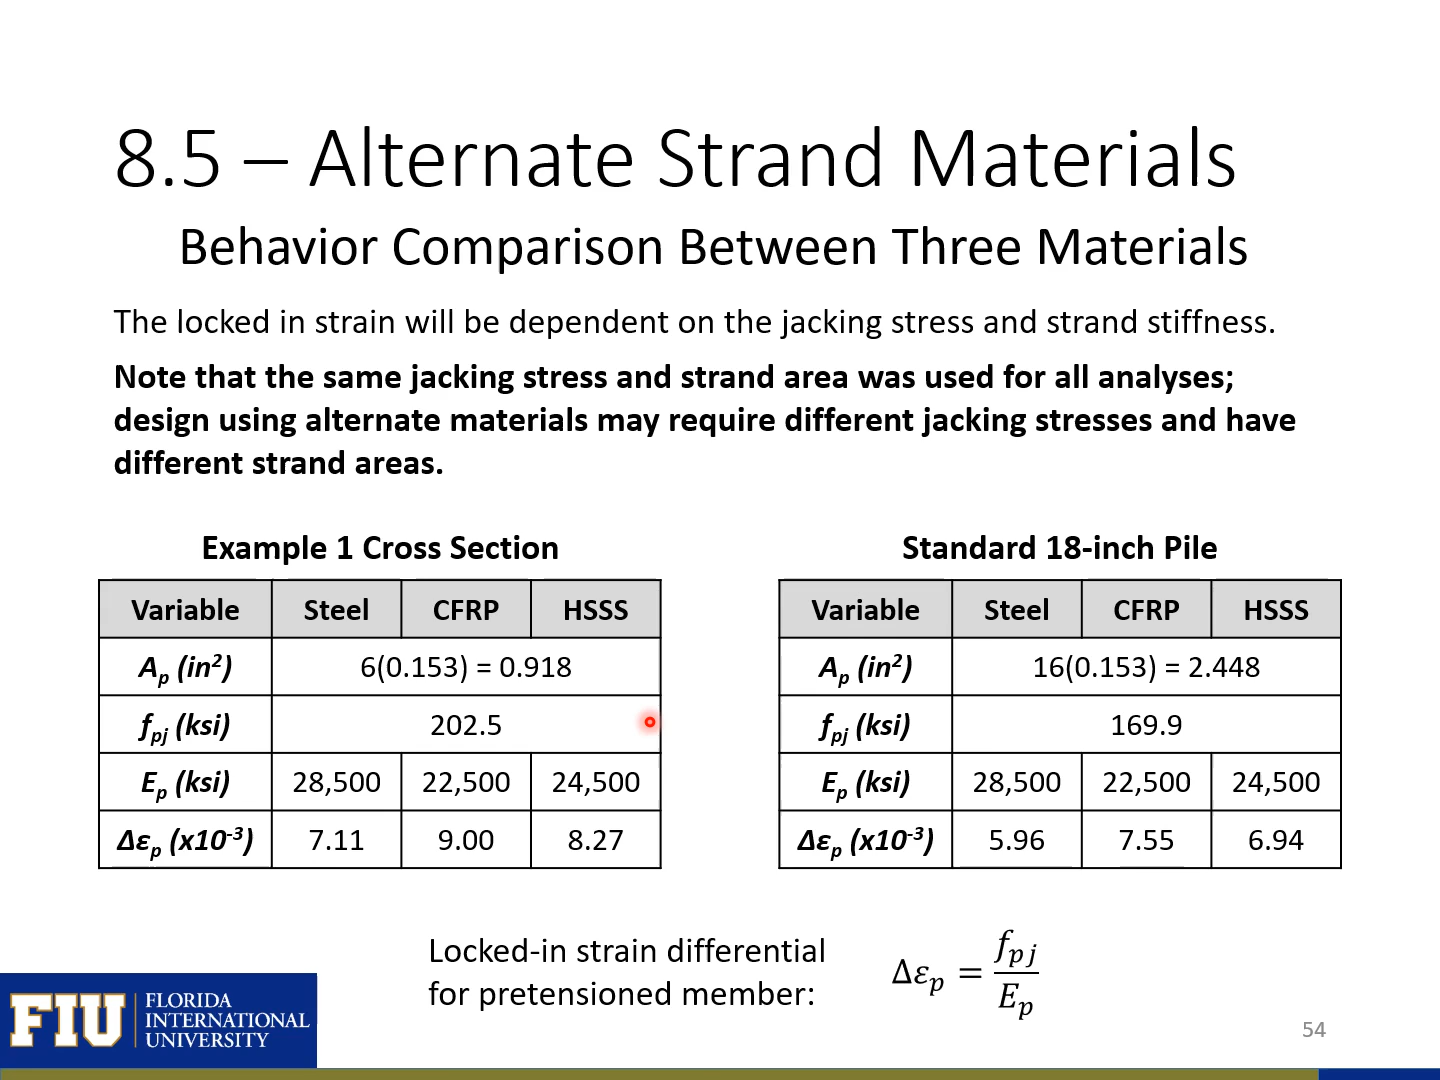 8.5 – Alternate Strand Materials
Behavior Comparison Between Three Materials
The locked in strain will be dependent on the jacking stress and strand stiffness.
Note that the same jacking stress and strand area was used for all analyses;
design using alternate materials may require different jacking stresses and have
different strand areas.
Example 1 Cross Section
Variable Steel CFRP HSSS
Ap (in²) 6(0.153) = 0.918
fpj (ksi) 202.5
Ep (ksi) 28,500 22,500 24,500
Δεp (x10⁻³) 7.11 9.00 8.27
Standard 18-inch Pile
Variable Steel CFRP HSSS
Ap (in²) 16(0.153) = 2.448
fpj (ksi) 169.9
Ep (ksi) 28,500 22,500 24,500
Δεp (x10⁻³) 5.96 7.55 6.94
Locked-in strain differential
for pretensioned member:
Δεp = fpj / Ep
FIU
FLORIDA
INTERNATIONAL
UNIVERSITY
54